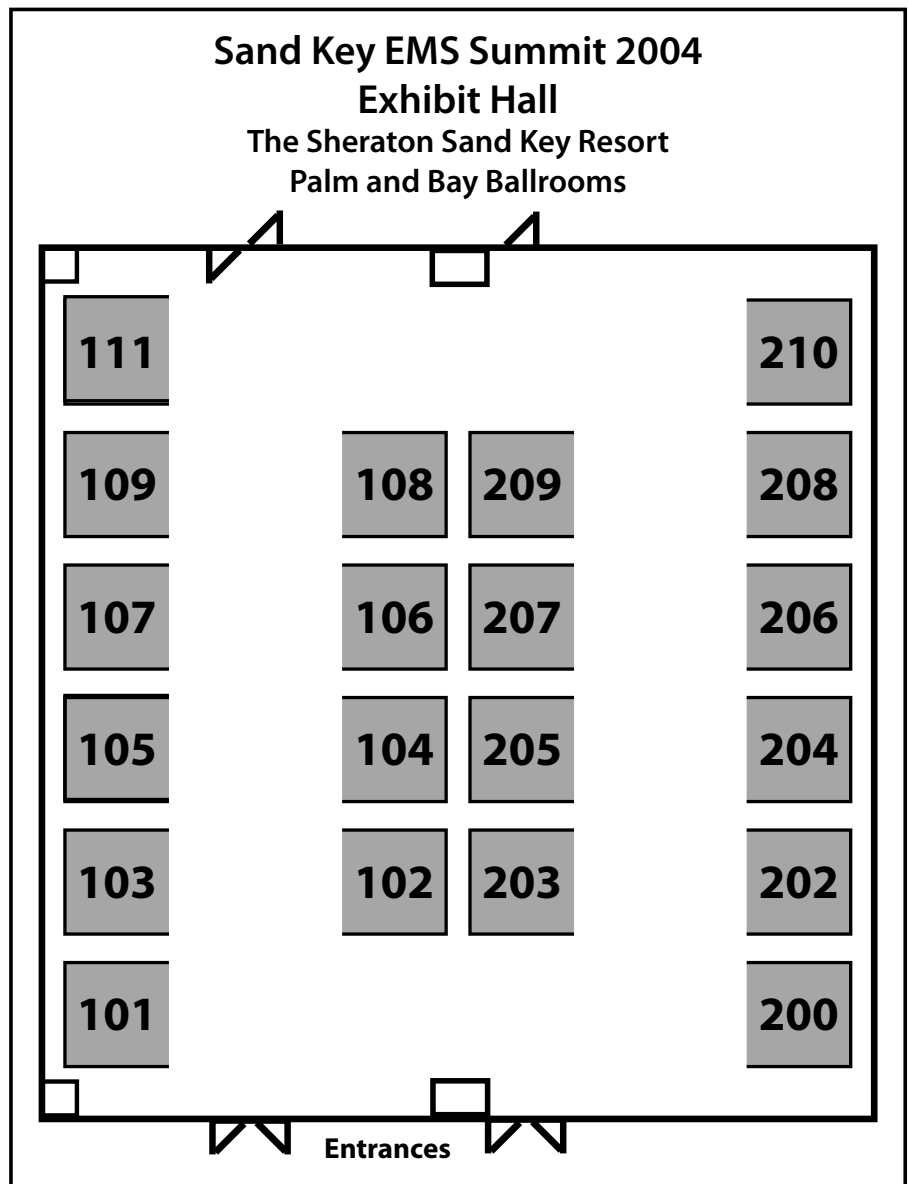 Sand Key EMS Summit 2004
Exhibit Hall
The Sheraton Sand Key Resort
Palm and Bay Ballrooms
111 210
109 108 209 208
107 106 207 206
105 104 205 204
103 102 203 202
101 200
Entrances